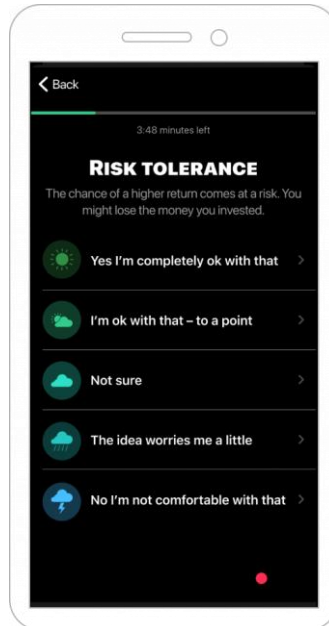 Back
3:48 minutes left
RISK TOLERANCE
The chance of a higher return comes at a risk. You
might lose the money you invested.
Yes I'm completely ok with that
I'm ok with that – to a point
Not sure
The idea worries me a little
No I'm not comfortable with that